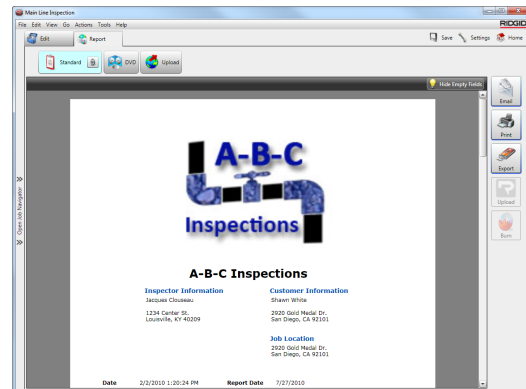 Main Line Inspection
File Edit View Go Actions Tools Help
RIDGID
Edit
Report
Save
Settings
Home
Standard
DVD
Upload
Hide Empty Fields
Email
Print
Export
Upload
Burn
Open Job Navigator
A-B-C
Inspections
A-B-C Inspections
Inspector Information
Jacques Clouseau
1234 Center St.
Louisville, KY 40209
Customer Information
Shawn White
2920 Gold Medal Dr.
San Diego, CA 92101
Job Location
2920 Gold Medal Dr.
San Diego, CA 92101
Date 2/2/2010 1:20:24 PM Report Date 7/27/2010